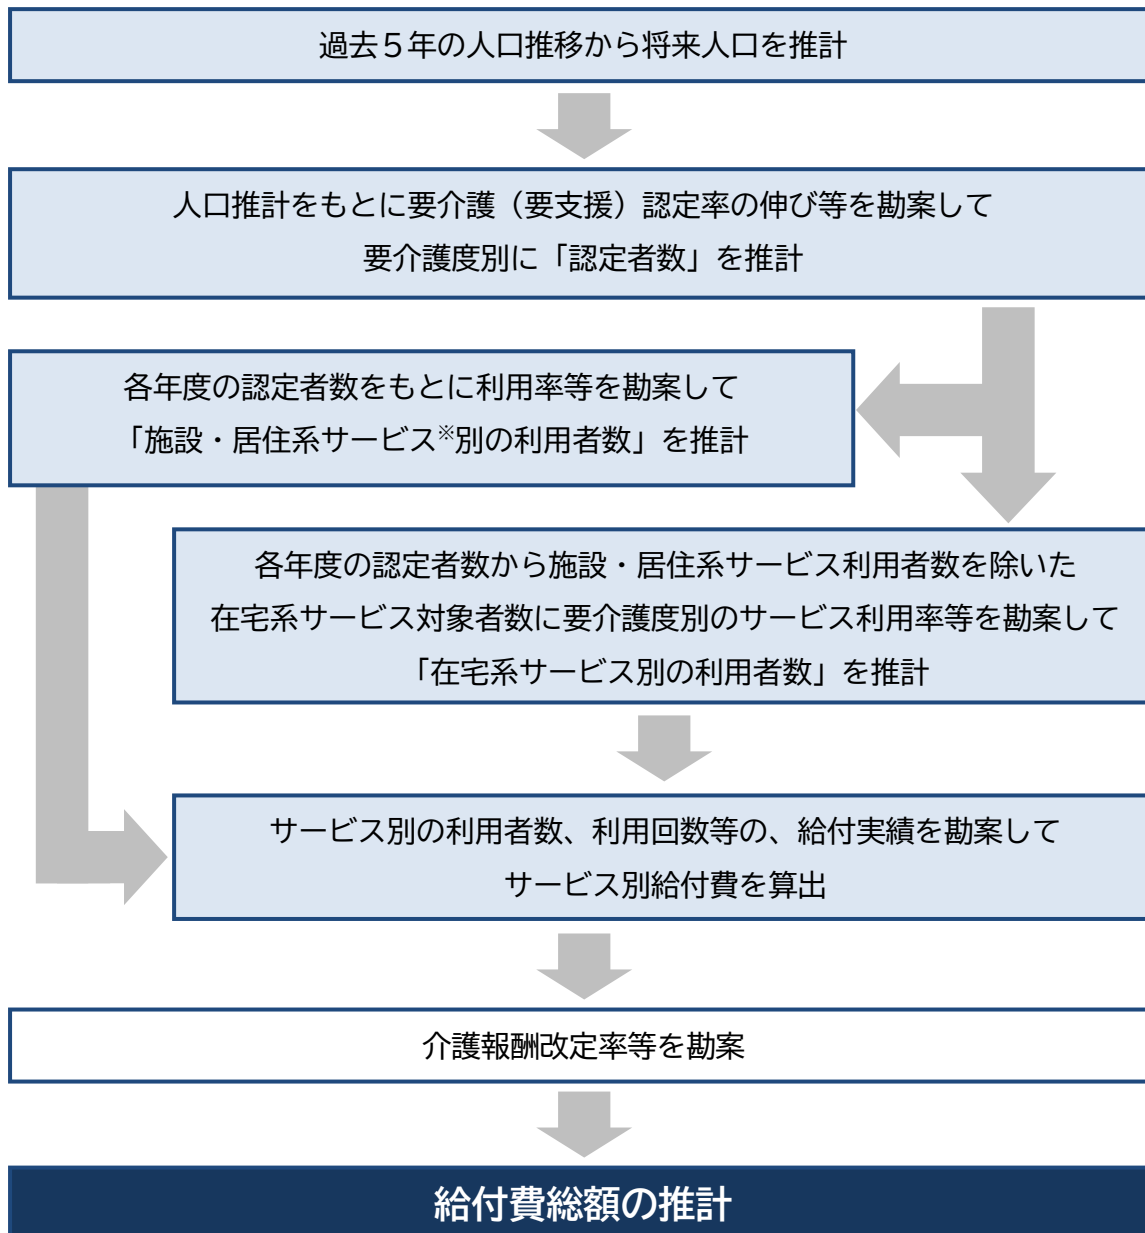 過去５年の人口推移から将来人口を推計
人口推計をもとに要介護（要支援）認定率の伸び等を勘案して
要介護度別に「認定者数」を推計
各年度の認定者数をもとに利用率等を勘案して
「施設・居住系サービス※別の利用者数」を推計
各年度の認定者数から施設・居住系サービス利用者数を除いた
在宅系サービス対象者数に要介護度別のサービス利用率等を勘案して
「在宅系サービス別の利用者数」を推計
サービス別の利用者数、利用回数等の、給付実績を勘案して
サービス別給付費を算出
介護報酬改定率等を勘案
給付費総額の推計